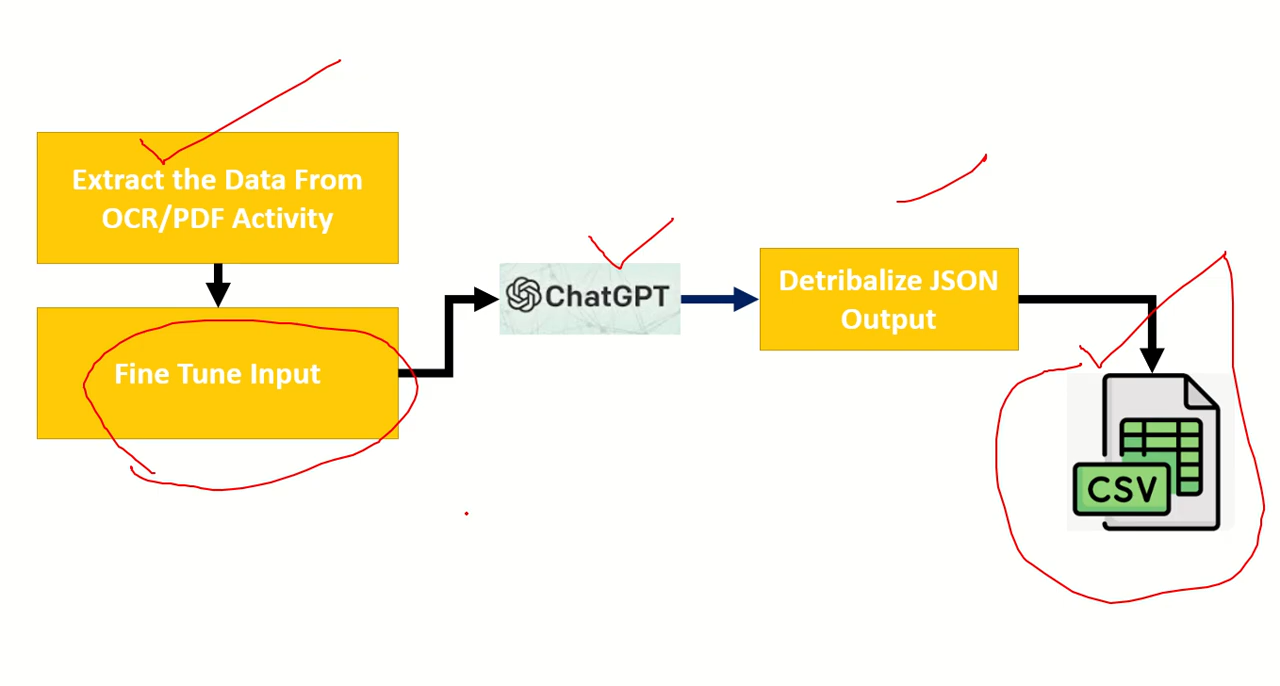 Extract the Data From
OCR/PDF Activity
Fine Tune Input
ChatGPT
Detribalize JSON
Output
CSV